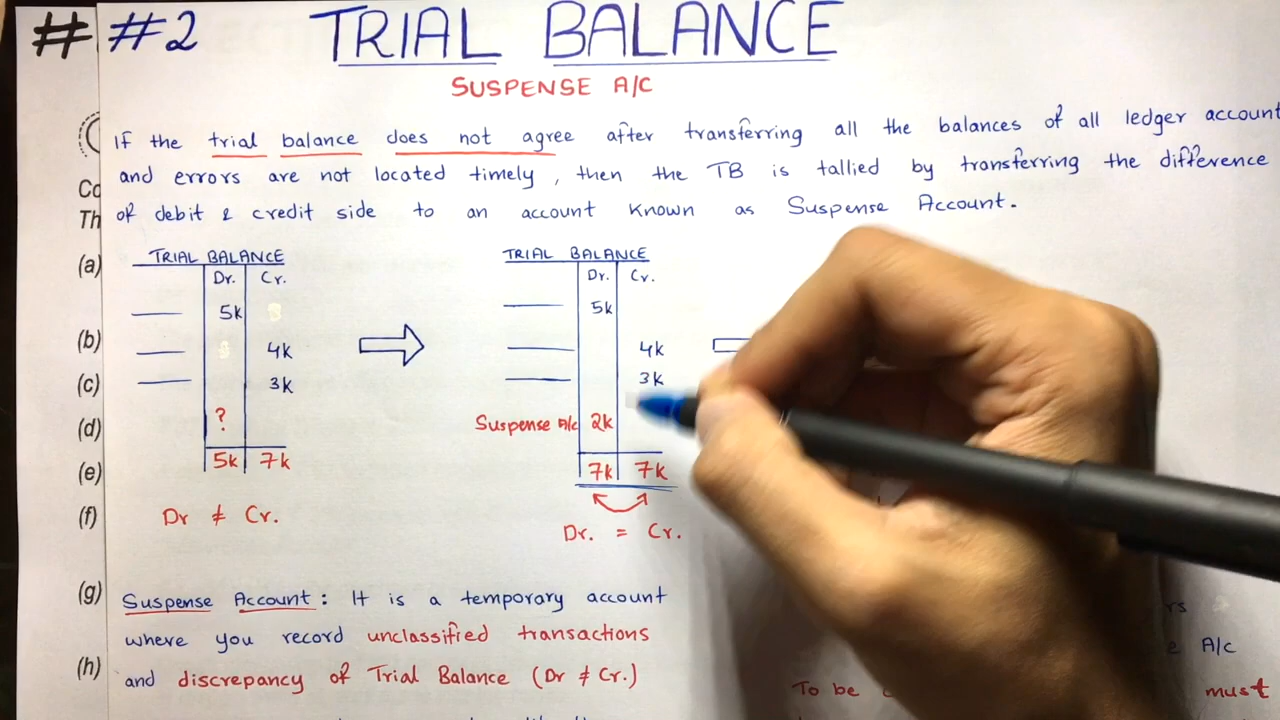 # #2 TRIAL BALANCE
SUSPENSE A/C
If the trial balance does not agree after transferring all the balances of all ledger account
and errors are not located timely, then the TB is tallied by transferring the difference
of debit & credit side to an account known as Suspense Account.
Co
Th
(a)
(b)
(c)
(d)
(e)
(f)
(g)
(h)
TRIAL BALANCE
Dr. Cr.
5k
4k
3k
?
5k 7k
Dr ≠ Cr.
TRIAL BALANCE
Dr. Cr.
5k
4k
3k
Suspense A/c 2k
7k 7k
Dr. = Cr.
Suspense Account: It is a temporary account
where you record unclassified transactions
and discrepancy of Trial Balance (Dr ≠ Cr.)
rs
e A/c
To be must